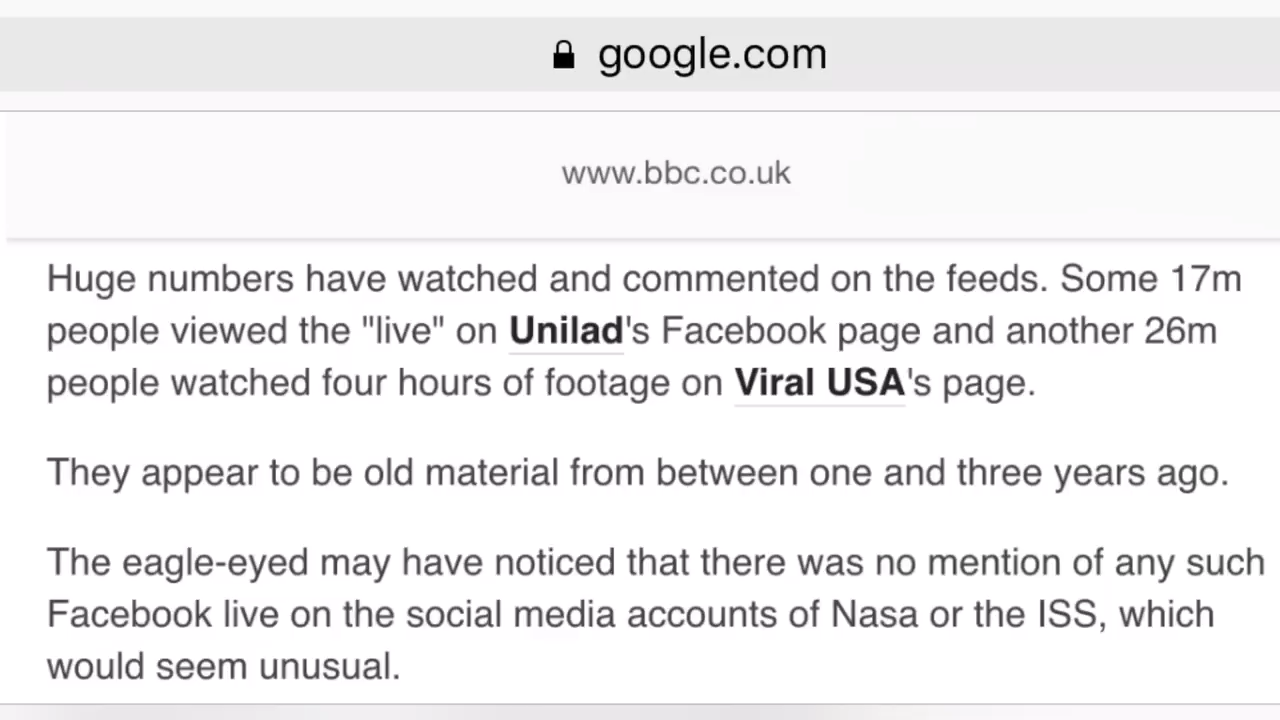 google.com
www.bbc.co.uk
Huge numbers have watched and commented on the feeds. Some 17m
people viewed the "live" on Unilad's Facebook page and another 26m
people watched four hours of footage on Viral USA's page.
They appear to be old material from between one and three years ago.
The eagle-eyed may have noticed that there was no mention of any such
Facebook live on the social media accounts of Nasa or the ISS, which
would seem unusual.